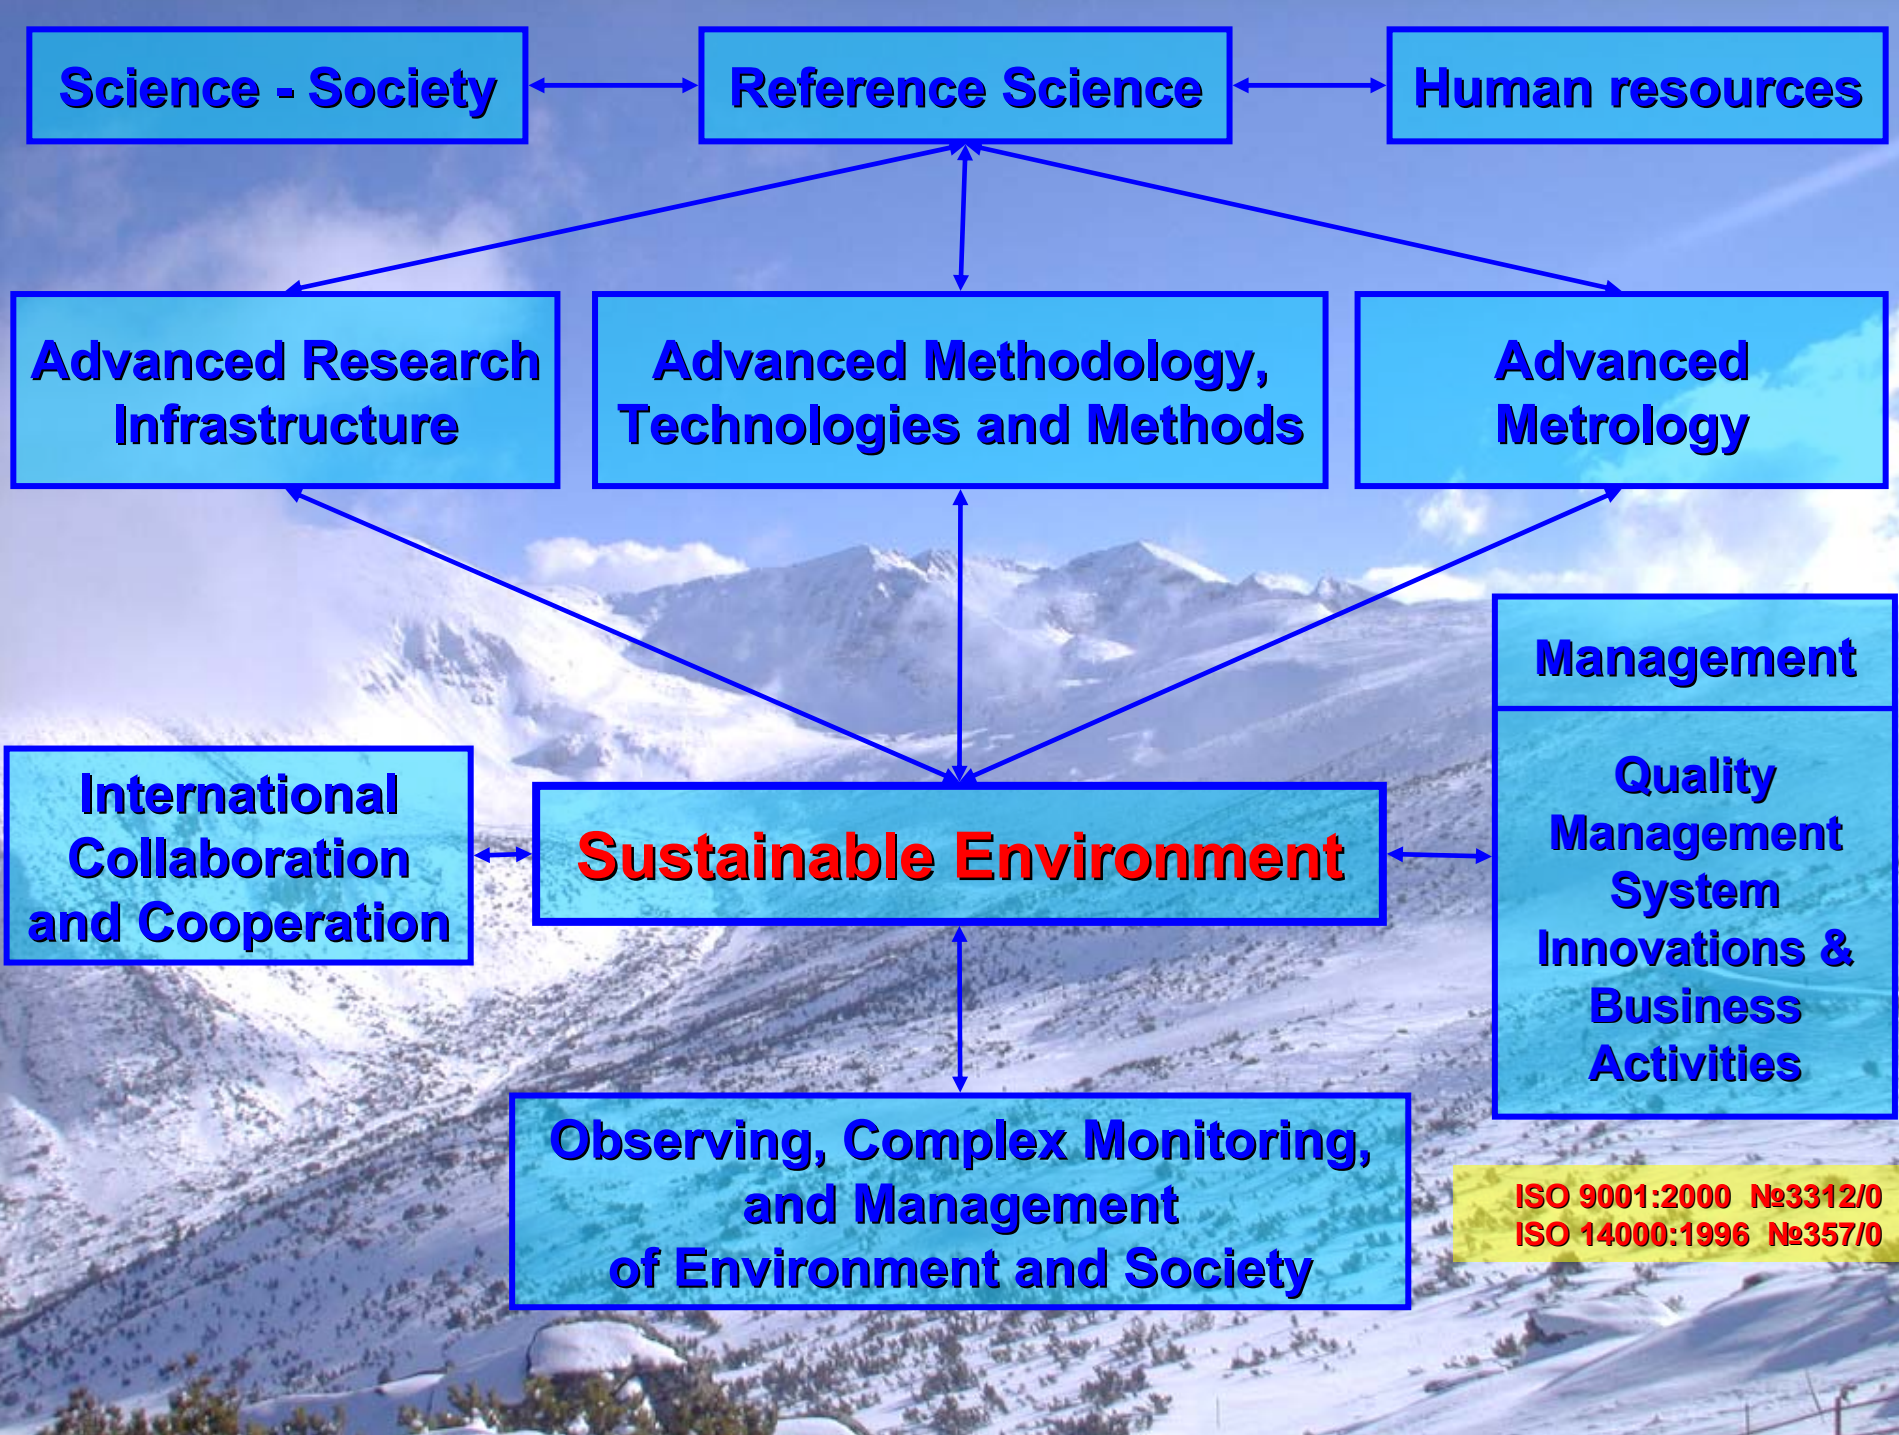 Science - Society
Reference Science
Human resources
Advanced Research
Infrastructure
Advanced Methodology,
Technologies and Methods
Advanced
Metrology
International
Collaboration
and Cooperation
Sustainable Environment
Management
Quality
Management
System
Innovations &
Business
Activities
Observing, Complex Monitoring,
and Management
of Environment and Society
ISO 9001:2000 №3312/0
ISO 14000:1996 №357/0